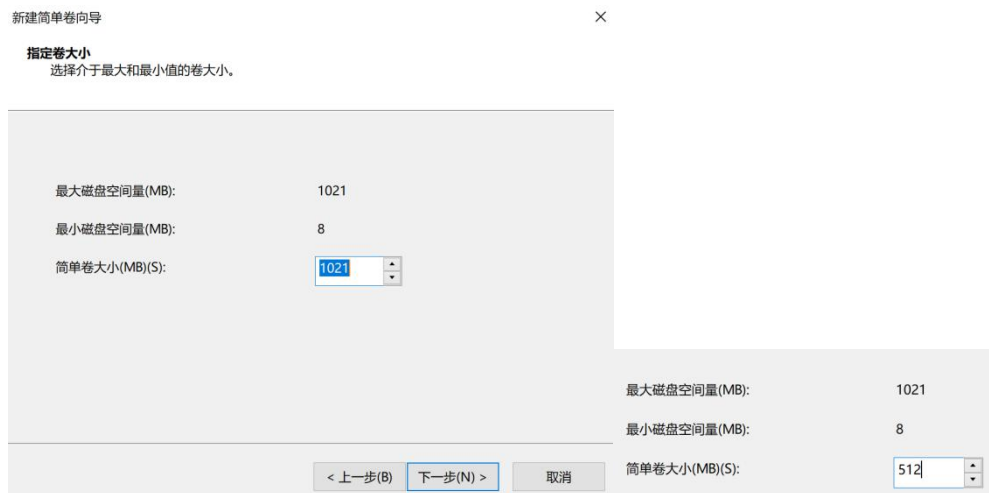 新建简单卷向导
指定卷大小
选择介于最大和最小值的卷大小。
最大磁盘空间量(MB): 1021
最小磁盘空间量(MB): 8
简单卷大小(MB)(S): 1021
< 上一步(B) 下一步(N) > 取消
最大磁盘空间量(MB): 1021
最小磁盘空间量(MB): 8
简单卷大小(MB)(S): 512